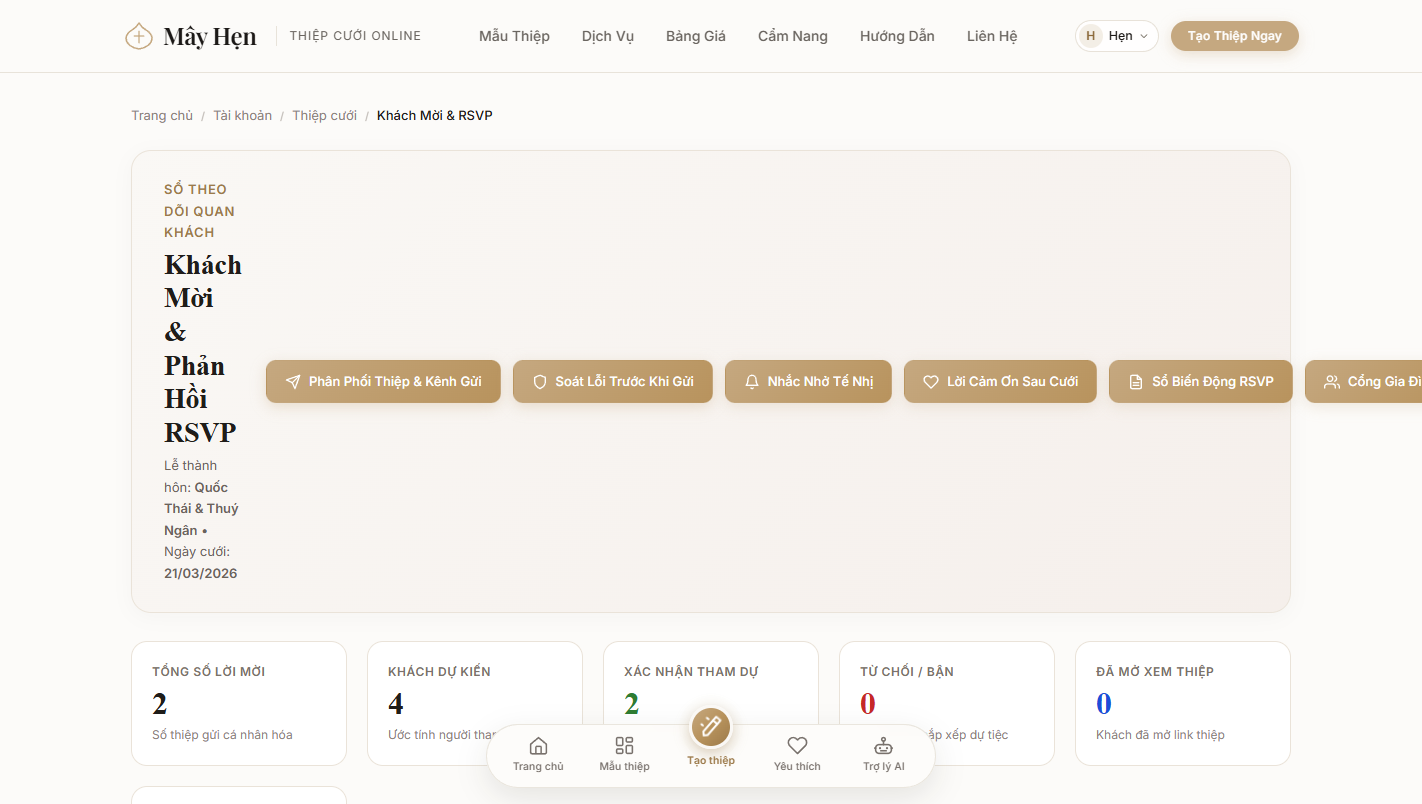 Mây Hẹn
THIỆP CƯỚI ONLINE
Mẫu Thiệp
Dịch Vụ
Bảng Giá
Cẩm Nang
Hướng Dẫn
Liên Hệ
H
Hẹn
Tạo Thiệp Ngay
Trang chủ / Tài khoản / Thiệp cưới / Khách Mời & RSVP
SỔ THEO
DÕI QUAN
KHÁCH
Khách
Mời
&
Phản
Hồi
RSVP
Lễ thành
hôn: Quốc
Thái & Thuý
Ngân •
Ngày cưới:
21/03/2026
Phân Phối Thiệp & Kênh Gửi
Soát Lỗi Trước Khi Gửi
Nhắc Nhở Tế Nhị
Lời Cảm Ơn Sau Cưới
Sổ Biến Động RSVP
Cổng Gia Đì
TỔNG SỐ LỜI MỜI
2
Số thiệp gửi cá nhân hóa
KHÁCH DỰ KIẾN
4
Ước tính người
XÁC NHẬN THAM DỰ
2
TỪ CHỐI / BẬN
0
xếp dự tiệc
ĐÃ MỞ XEM THIỆP
0
Khách đã mở link thiệp
Trang chủ
Mẫu thiệp
Tạo thiệp
Yêu thích
Trợ lý AI